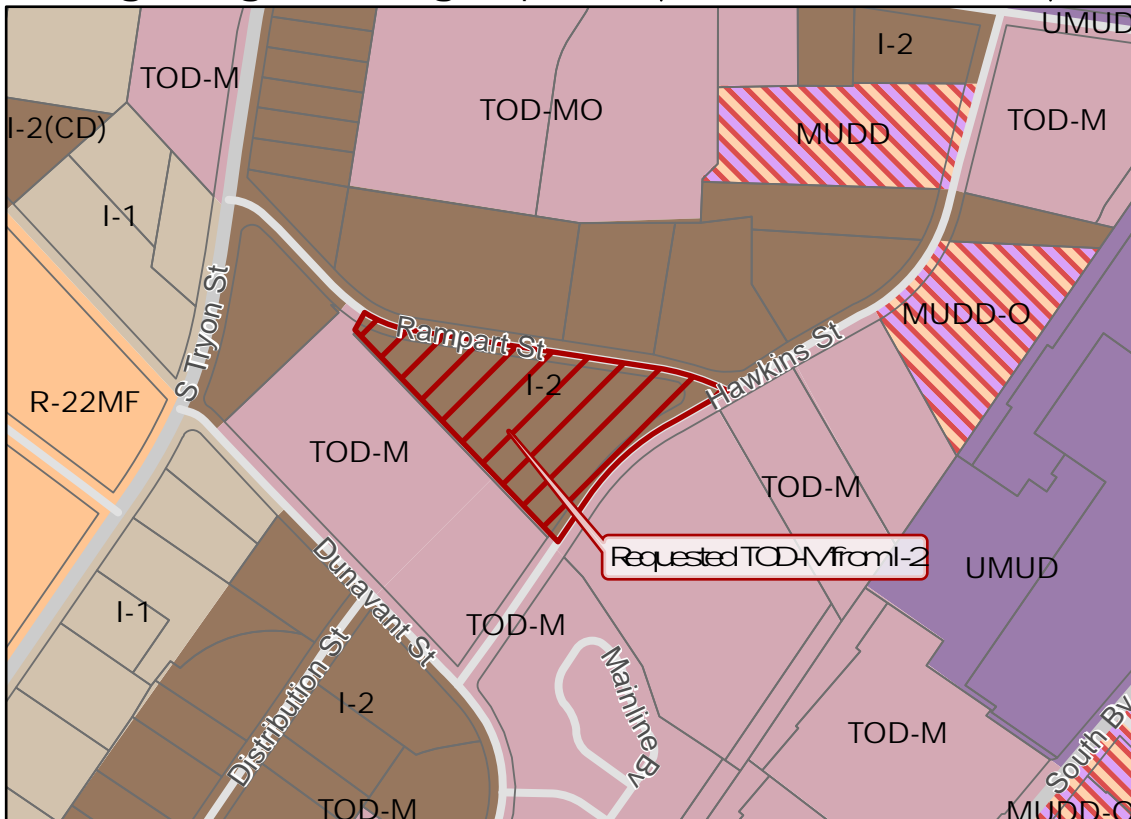 UMUD
I-2
TOD-M
TOD-MO
TOD-M
I-2(CD)
MUDD
I-1
S Tryon St
MUDD-O
Rampart St
Hawkins St
I-2
R-22MF
TOD-M
TOD-M
Requested TOD-M from I-2
UMUD
Dunavant St
I-1
TOD-M
Mainline Bv
Distribution St
I-2
TOD-M
South Bv
TOD-M
MUDD-O